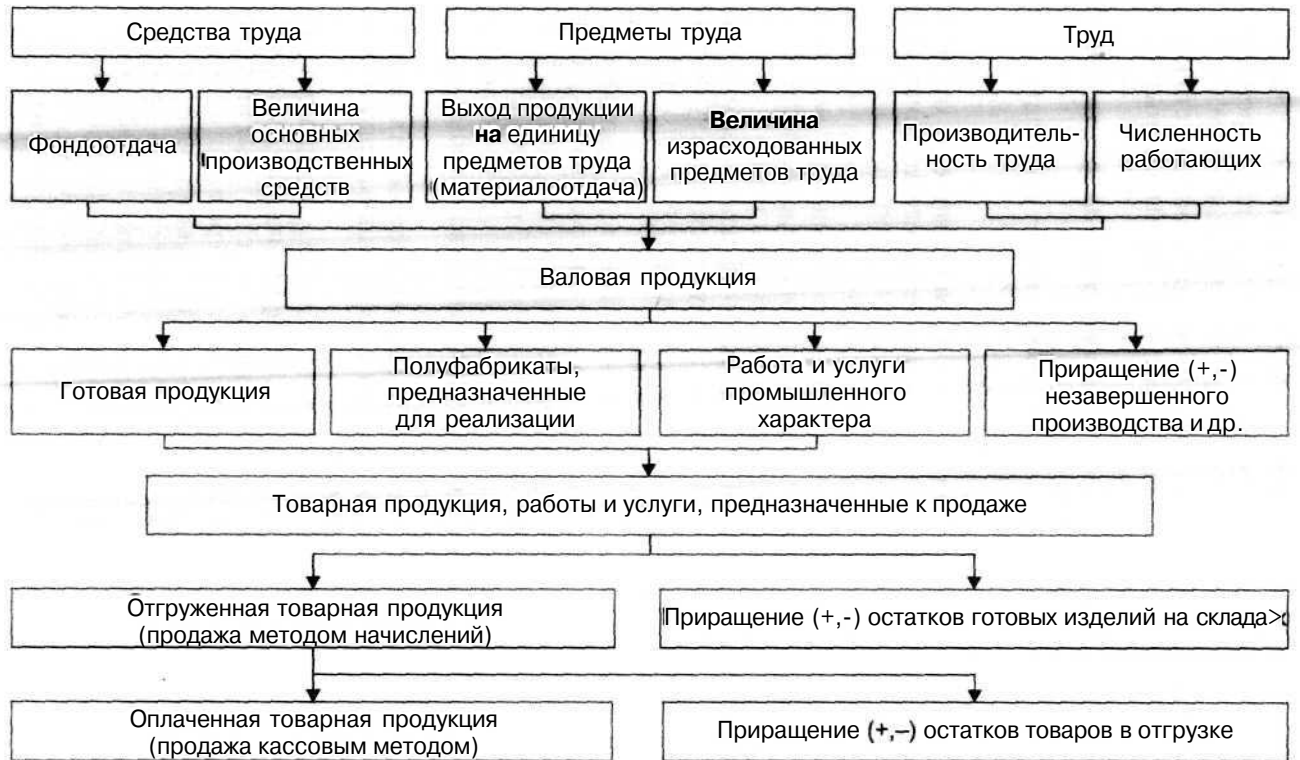 Средства труда
Предметы труда
Труд
Фондоотдача
Величина
основных
производственных
средств
Выход продукции
на единицу
предметов труда
(материалоотдача)
Величина
израсходованных
предметов труда
Производитель-
ность труда
Численность
работающих
Валовая продукция
Готовая продукция
Полуфабрикаты,
предназначенные
для реализации
Работа и услуги
промышленного
характера
Приращение (+,-)
незавершенного
производства и др.
Товарная продукция, работы и услуги, предназначенные к продаже
Отгруженная товарная продукция
(продажа методом начислений)
Приращение (+,-) остатков готовых изделий на склада>
Оплаченная товарная продукция
(продажа кассовым методом)
Приращение (+,–) остатков товаров в отгрузке